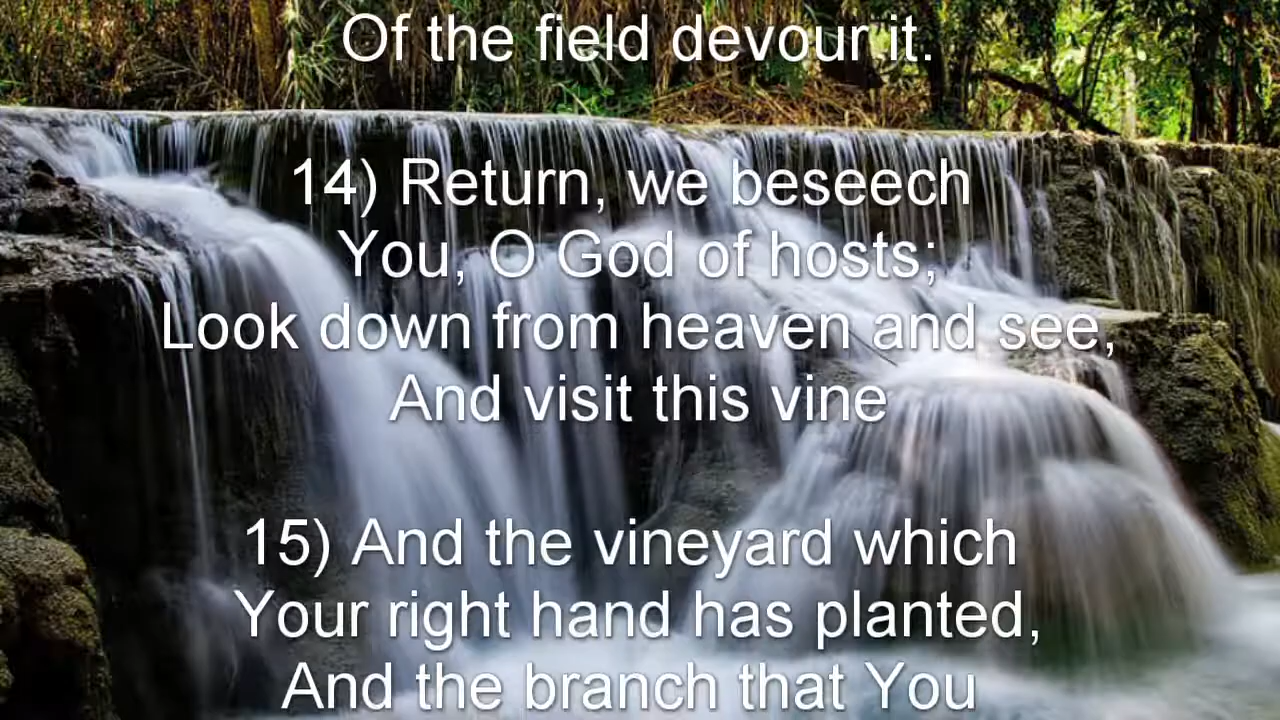 Of the field devour it.
14) Return, we beseech
You, O God of hosts;
Look down from heaven and see,
And visit this vine
15) And the vineyard which
Your right hand has planted,
And the branch that You